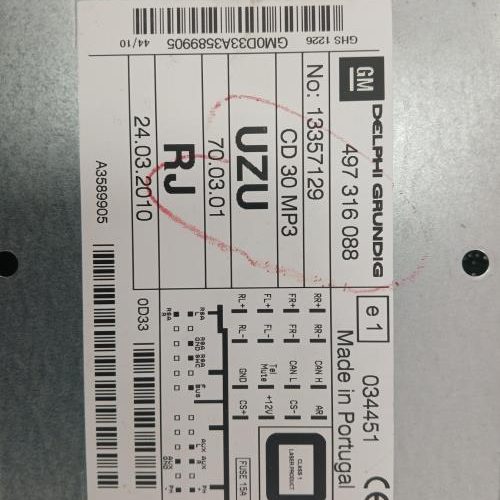 GM DELPHI GRUNDIG
497 316 088
e 1 034451
Made in Portugal
CE
No: 13357129
CD 30 MP3
UZU
70.03.01
RJ
24.03.2010
GHS 1226
GM0D33A3589905
44/10
A3589905
0D33
RR+ RR- CAN H AR
FR+ FR- CAN L CS-
FL+ FL- Tel Mute +12V
RL+ RL- GND CS+
CLASS 1
LASER PRODUCT
FUSE 15A